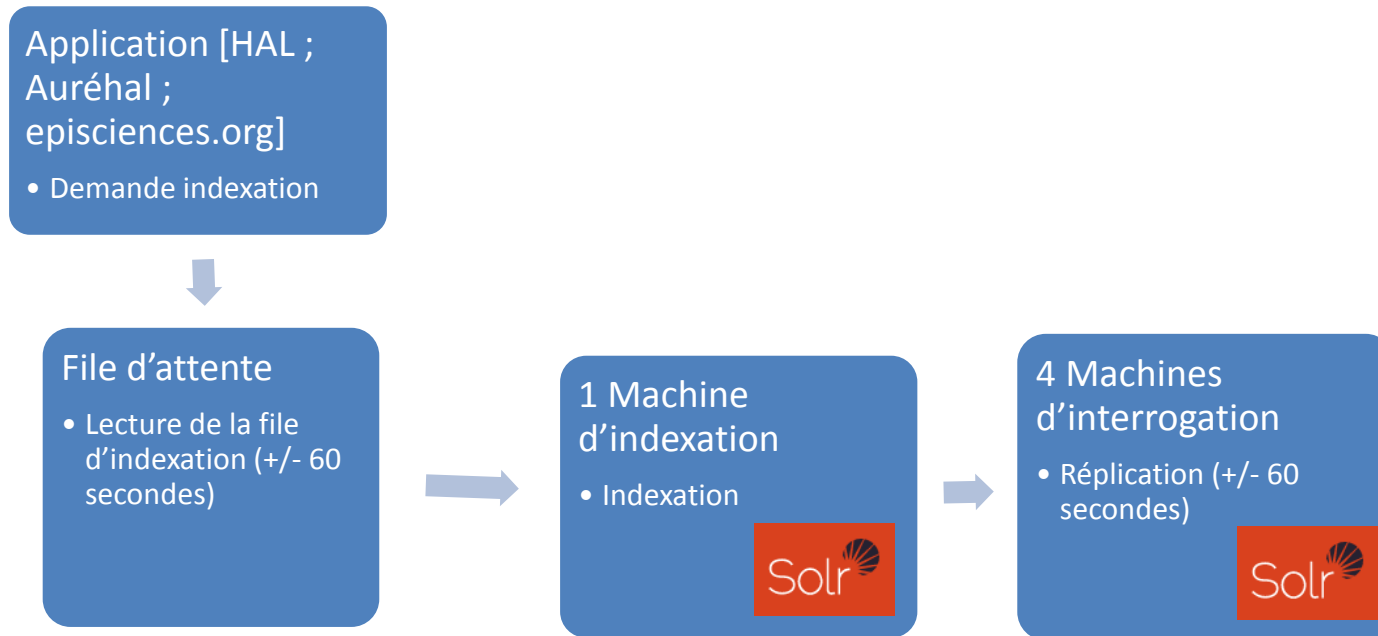 Application [HAL ;
Auréhal ;
episciences.org]
• Demande indexation
File d’attente
• Lecture de la file
d’indexation (+/- 60
secondes)
1 Machine
d’indexation
• Indexation
Solr
4 Machines
d’interrogation
• Réplication (+/- 60
secondes)
Solr